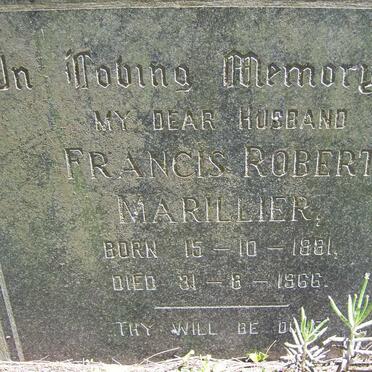 In Loving Memory
MY DEAR HUSBAND
FRANCIS ROBERT
MARILLIER,
BORN 15-10-1881,
DIED 31-8-1966.
THY WILL BE DONE